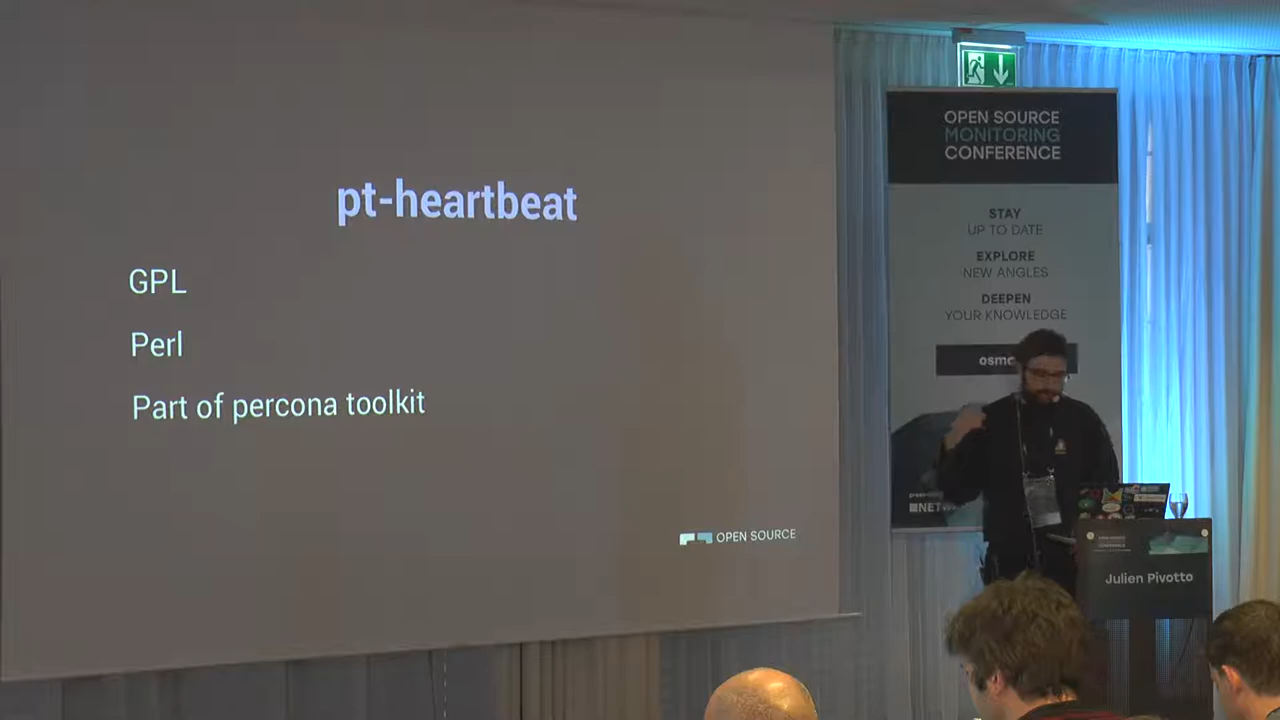 pt-heartbeat
GPL
Perl
Part of percona toolkit
OPEN SOURCE
OPEN SOURCE
MONITORING
CONFERENCE
STAY
UP TO DATE
EXPLORE
NEW ANGLES
DEEPEN
YOUR KNOWLEDGE
osmc
Julien Pivotto